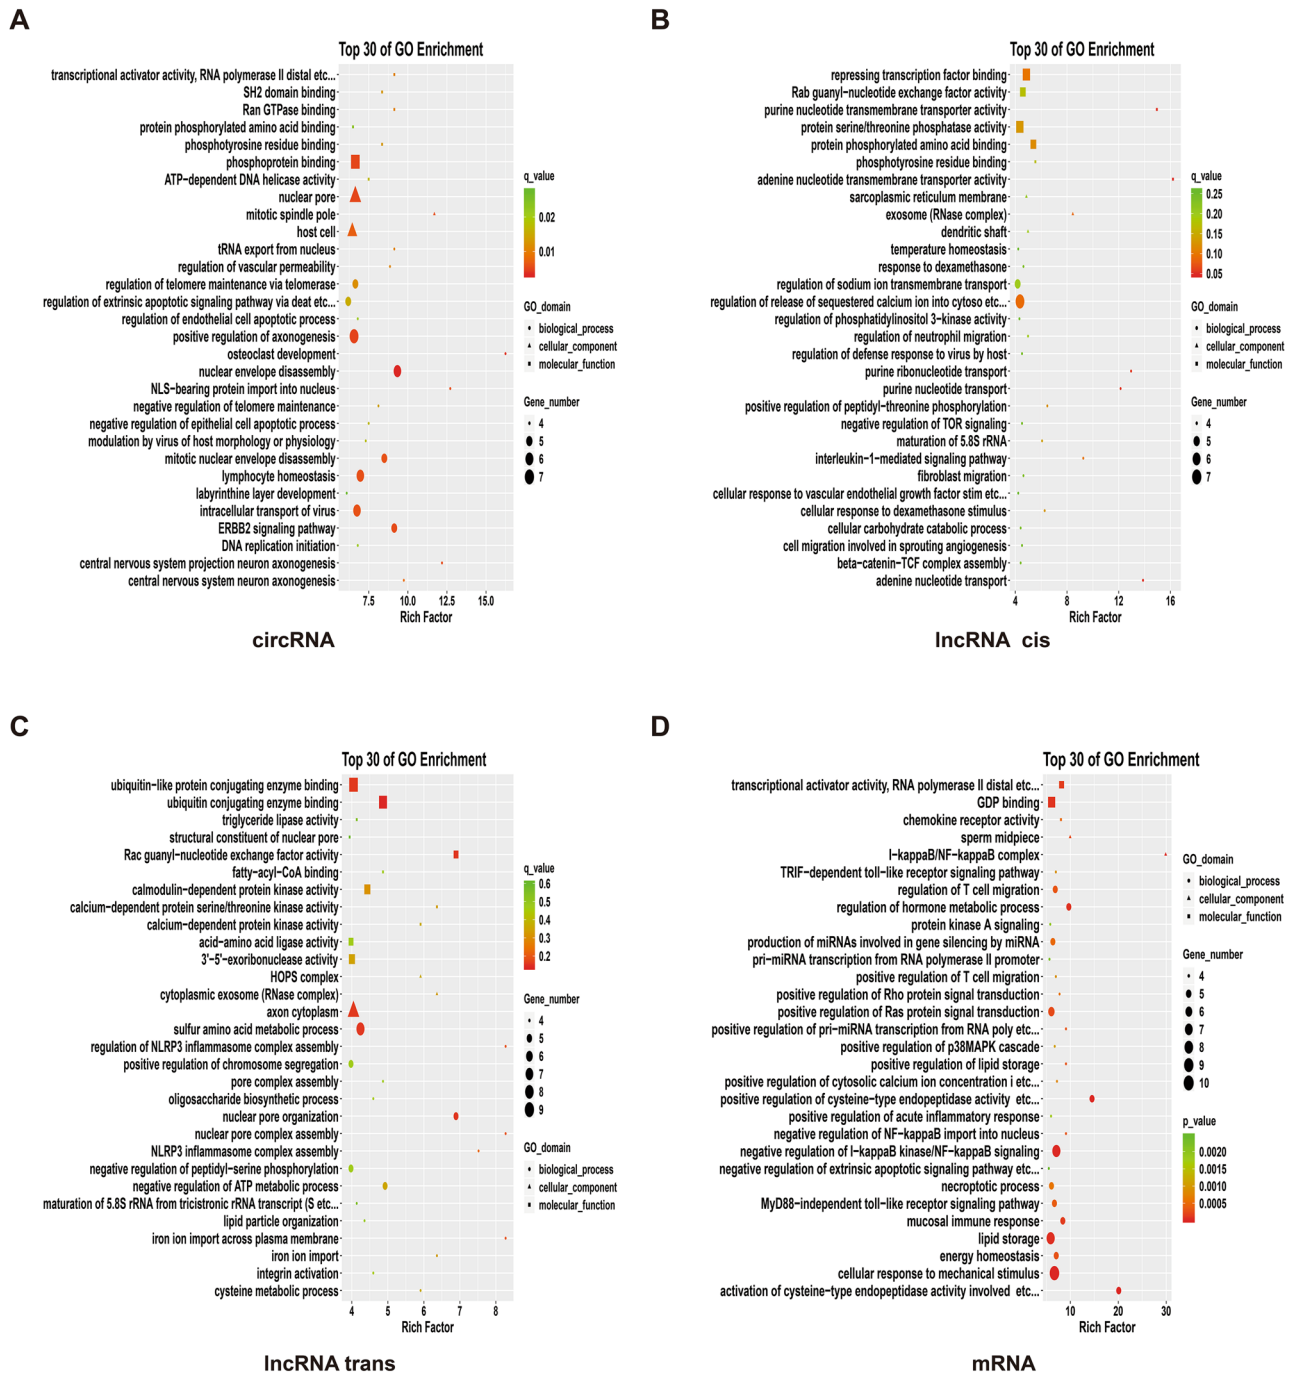 A
Top 30 of GO Enrichment
transcriptional activator activity, RNA polymerase II distal etc...
SH2 domain binding
Ran GTPase binding
protein phosphorylated amino acid binding
phosphotyrosine residue binding
phosphoprotein binding
ATP−dependent DNA helicase activity
nuclear pore
mitotic spindle pole
host cell
tRNA export from nucleus
regulation of vascular permeability
regulation of telomere maintenance via telomerase
regulation of extrinsic apoptotic signaling pathway via deat etc...
regulation of endothelial cell apoptotic process
positive regulation of axonogenesis
osteoclast development
nuclear envelope disassembly
NLS−bearing protein import into nucleus
negative regulation of telomere maintenance
negative regulation of epithelial cell apoptotic process
modulation by virus of host morphology or physiology
mitotic nuclear envelope disassembly
lymphocyte homeostasis
labyrinthine layer development
intracellular transport of virus
ERBB2 signaling pathway
DNA replication initiation
central nervous system projection neuron axonogenesis
central nervous system neuron axonogenesis
7.5 10.0 12.5 15.0
Rich Factor
q_value
0.02
0.01
GO_domain
biological_process
cellular_component
molecular_function
Gene_number
4
5
6
7
circRNA
B
Top 30 of GO Enrichment
repressing transcription factor binding
Rab guanyl−nucleotide exchange factor activity
purine nucleotide transmembrane transporter activity
protein serine/threonine phosphatase activity
protein phosphorylated amino acid binding
phosphotyrosine residue binding
adenine nucleotide transmembrane transporter activity
sarcoplasmic reticulum membrane
exosome (RNase complex)
dendritic shaft
temperature homeostasis
response to dexamethasone
regulation of sodium ion transmembrane transport
regulation of release of sequestered calcium ion into cytoso etc...
regulation of phosphatidylinositol 3−kinase activity
regulation of neutrophil migration
regulation of defense response to virus by host
purine ribonucleotide transport
purine nucleotide transport
positive regulation of peptidyl−threonine phosphorylation
negative regulation of TOR signaling
maturation of 5.8S rRNA
interleukin−1−mediated signaling pathway
fibroblast migration
cellular response to vascular endothelial growth factor stim etc...
cellular response to dexamethasone stimulus
cellular carbohydrate catabolic process
cell migration involved in sprouting angiogenesis
beta−catenin−TCF complex assembly
adenine nucleotide transport
4 8 12 16
Rich Factor
q_value
0.25
0.20
0.15
0.10
0.05
GO_domain
biological_process
cellular_component
molecular_function
Gene_number
4
5
6
7
lncRNA cis
C
Top 30 of GO Enrichment
ubiquitin−like protein conjugating enzyme binding
ubiquitin conjugating enzyme binding
triglyceride lipase activity
structural constituent of nuclear pore
Rac guanyl−nucleotide exchange factor activity
fatty−acyl−CoA binding
calmodulin−dependent protein kinase activity
calcium−dependent protein serine/threonine kinase activity
calcium−dependent protein kinase activity
acid−amino acid ligase activity
3'−5'−exoribonuclease activity
HOPS complex
cytoplasmic exosome (RNase complex)
axon cytoplasm
sulfur amino acid metabolic process
regulation of NLRP3 inflammasome complex assembly
positive regulation of chromosome segregation
pore complex assembly
oligosaccharide biosynthetic process
nuclear pore organization
nuclear pore complex assembly
NLRP3 inflammasome complex assembly
negative regulation of peptidyl−serine phosphorylation
negative regulation of ATP metabolic process
maturation of 5.8S rRNA from tricistronic rRNA transcript (S etc...
lipid particle organization
iron ion import across plasma membrane
iron ion import
integrin activation
cysteine metabolic process
4 5 6 7 8
Rich Factor
q_value
0.6
0.5
0.4
0.3
0.2
Gene_number
4
5
6
7
8
9
GO_domain
biological_process
cellular_component
molecular_function
lncRNA trans
D
Top 30 of GO Enrichment
transcriptional activator activity, RNA polymerase II distal etc...
GDP binding
chemokine receptor activity
sperm midpiece
I−kappaB/NF−kappaB complex
TRIF−dependent toll−like receptor signaling pathway
regulation of T cell migration
regulation of hormone metabolic process
protein kinase A signaling
production of miRNAs involved in gene silencing by miRNA
pri−miRNA transcription from RNA polymerase II promoter
positive regulation of T cell migration
positive regulation of Rho protein signal transduction
positive regulation of Ras protein signal transduction
positive regulation of pri−miRNA transcription from RNA poly etc...
positive regulation of p38MAPK cascade
positive regulation of lipid storage
positive regulation of cytosolic calcium ion concentration i etc...
positive regulation of cysteine−type endopeptidase activity etc...
positive regulation of acute inflammatory response
negative regulation of NF−kappaB import into nucleus
negative regulation of I−kappaB kinase/NF−kappaB signaling
negative regulation of extrinsic apoptotic signaling pathway etc...
necroptotic process
MyD88−independent toll−like receptor signaling pathway
mucosal immune response
lipid storage
energy homeostasis
cellular response to mechanical stimulus
activation of cysteine−type endopeptidase activity involved etc...
10 20 30
Rich Factor
GO_domain
biological_process
cellular_component
molecular_function
Gene_number
4
5
6
7
8
9
10
p_value
0.0020
0.0015
0.0010
0.0005
mRNA